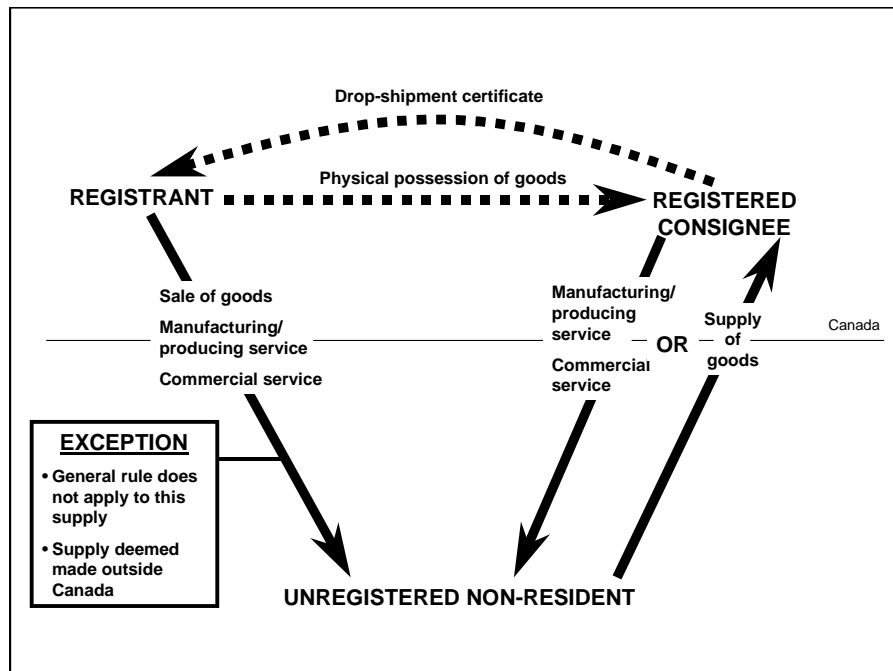 Drop-shipment certificate
Physical possession of goods
REGISTRANT
REGISTERED
CONSIGNEE
Sale of goods
Manufacturing/
producing service
Commercial service
Manufacturing/
producing
service
Commercial
service
OR
Supply
of
goods
Canada
EXCEPTION
• General rule does
not apply to this
supply
• Supply deemed
made outside
Canada
UNREGISTERED NON-RESIDENT